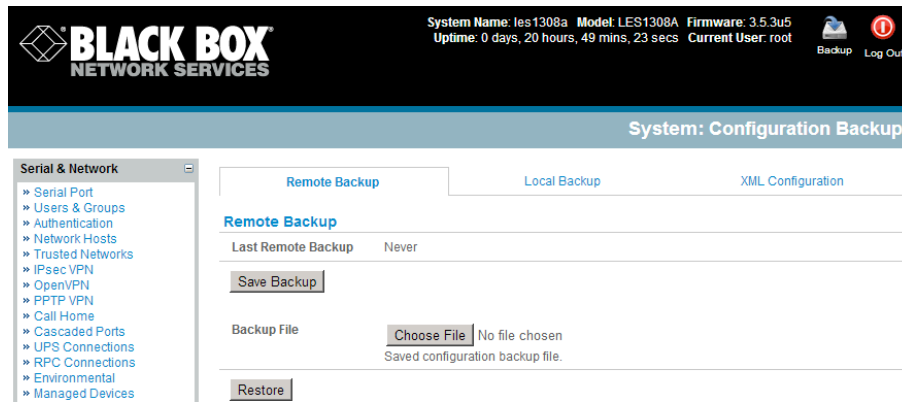 BLACK BOX
NETWORK SERVICES
System Name: les1308a Model: LES1308A Firmware: 3.5.3u5
Uptime: 0 days, 20 hours, 49 mins, 23 secs Current User: root
Backup
Log Out
System: Configuration Backup
Serial & Network
» Serial Port
» Users & Groups
» Authentication
» Network Hosts
» Trusted Networks
» IPsec VPN
» OpenVPN
» PPTP VPN
» Call Home
» Cascaded Ports
» UPS Connections
» RPC Connections
» Environmental
» Managed Devices
Remote Backup
Local Backup
XML Configuration
Remote Backup
Last Remote Backup Never
Save Backup
Backup File Choose File No file chosen
Saved configuration backup file.
Restore